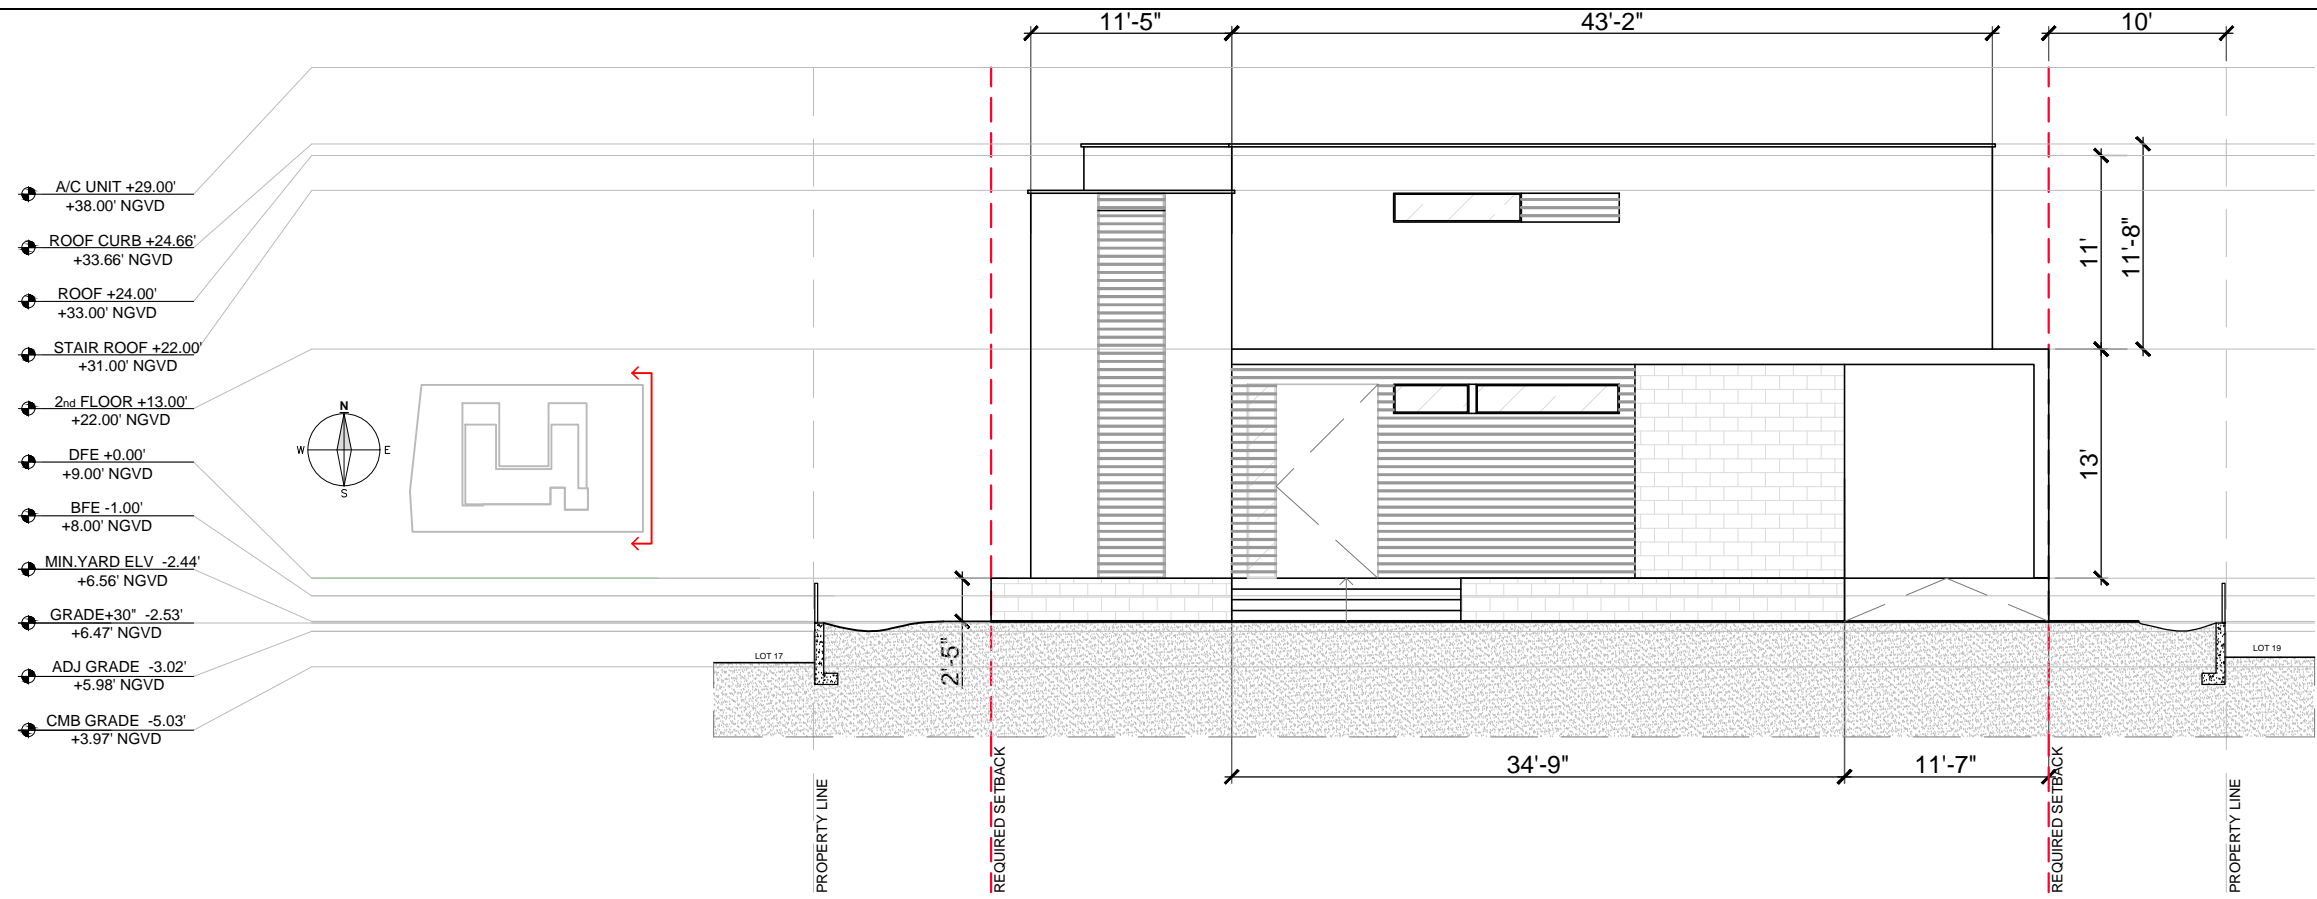 11'-5"
43'-2"
10'
A/C UNIT +29.00'
+38.00' NGVD
ROOF CURB +24.66'
+33.66' NGVD
ROOF +24.00'
+33.00' NGVD
STAIR ROOF +22.00'
+31.00' NGVD
2nd FLOOR +13.00'
+22.00' NGVD
DFE +0.00'
+9.00' NGVD
BFE -1.00'
+8.00' NGVD
MIN.YARD ELV -2.44'
+6.56' NGVD
GRADE+30" -2.53'
+6.47' NGVD
ADJ GRADE -3.02'
+5.98' NGVD
CMB GRADE -5.03'
+3.97' NGVD
N
W
E
S
11'
11'-8"
13'
2'-5"
LOT 17
LOT 19
34'-9"
11'-7"
PROPERTY LINE
REQUIRED SETBACK
REQUIRED SETBACK
PROPERTY LINE